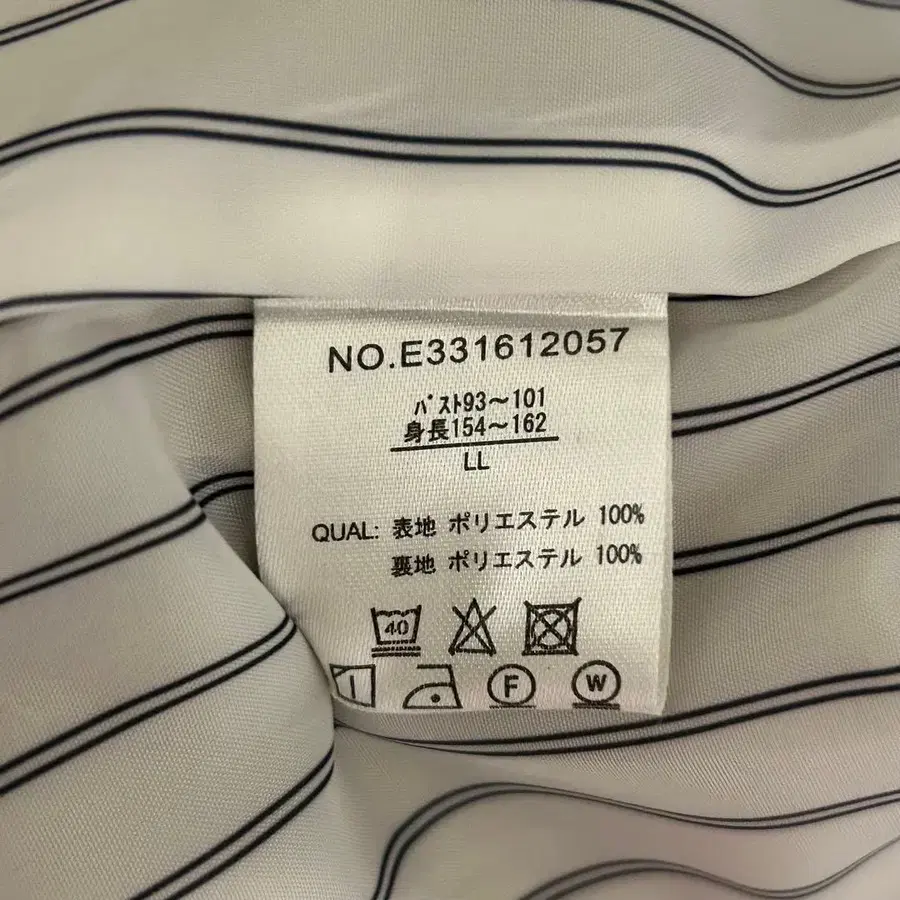 NO.E331612057
バスト93～101
身長154～162
LL
QUAL: 表地 ポリエステル 100%
裏地 ポリエステル 100%
40
F W